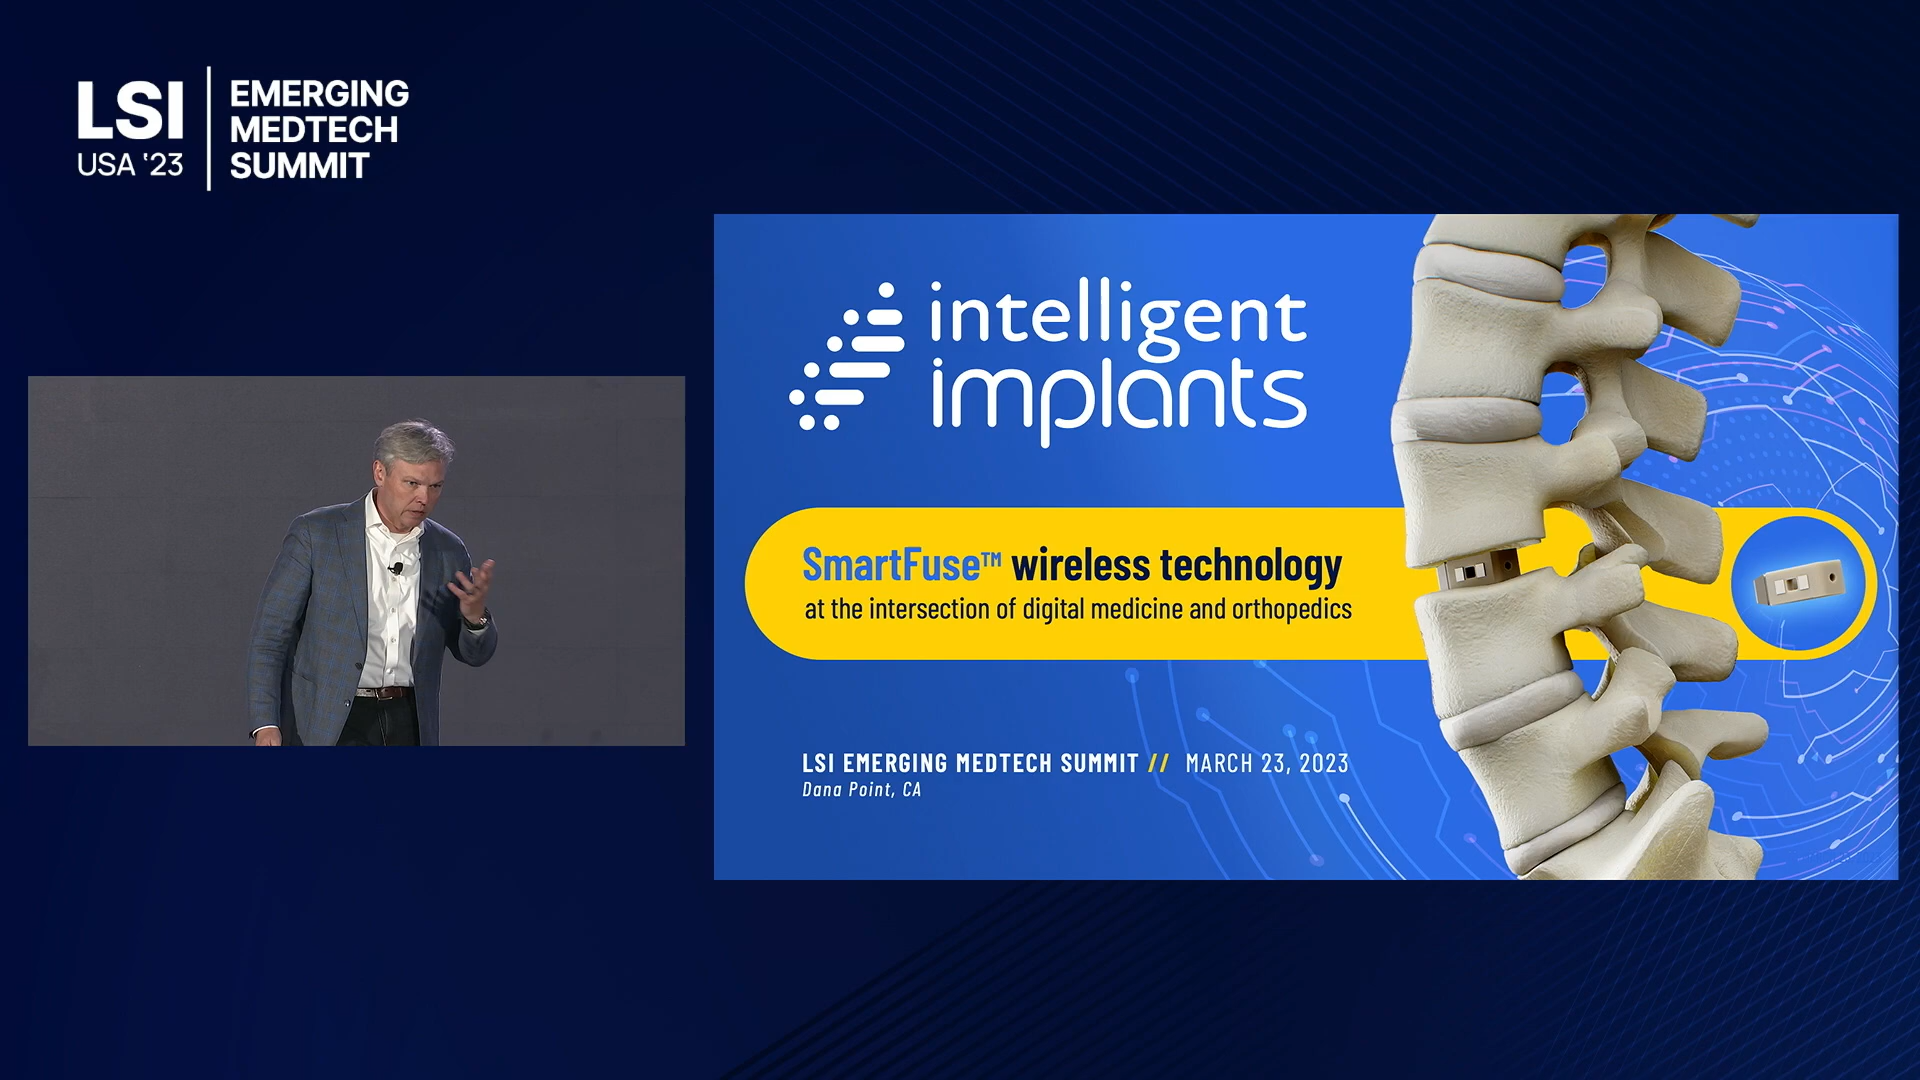 LSI
USA '23
EMERGING
MEDTECH
SUMMIT
intelligent
implants
SmartFuse™ wireless technology
at the intersection of digital medicine and orthopedics
LSI EMERGING MEDTECH SUMMIT // MARCH 23, 2023
Dana Point, CA